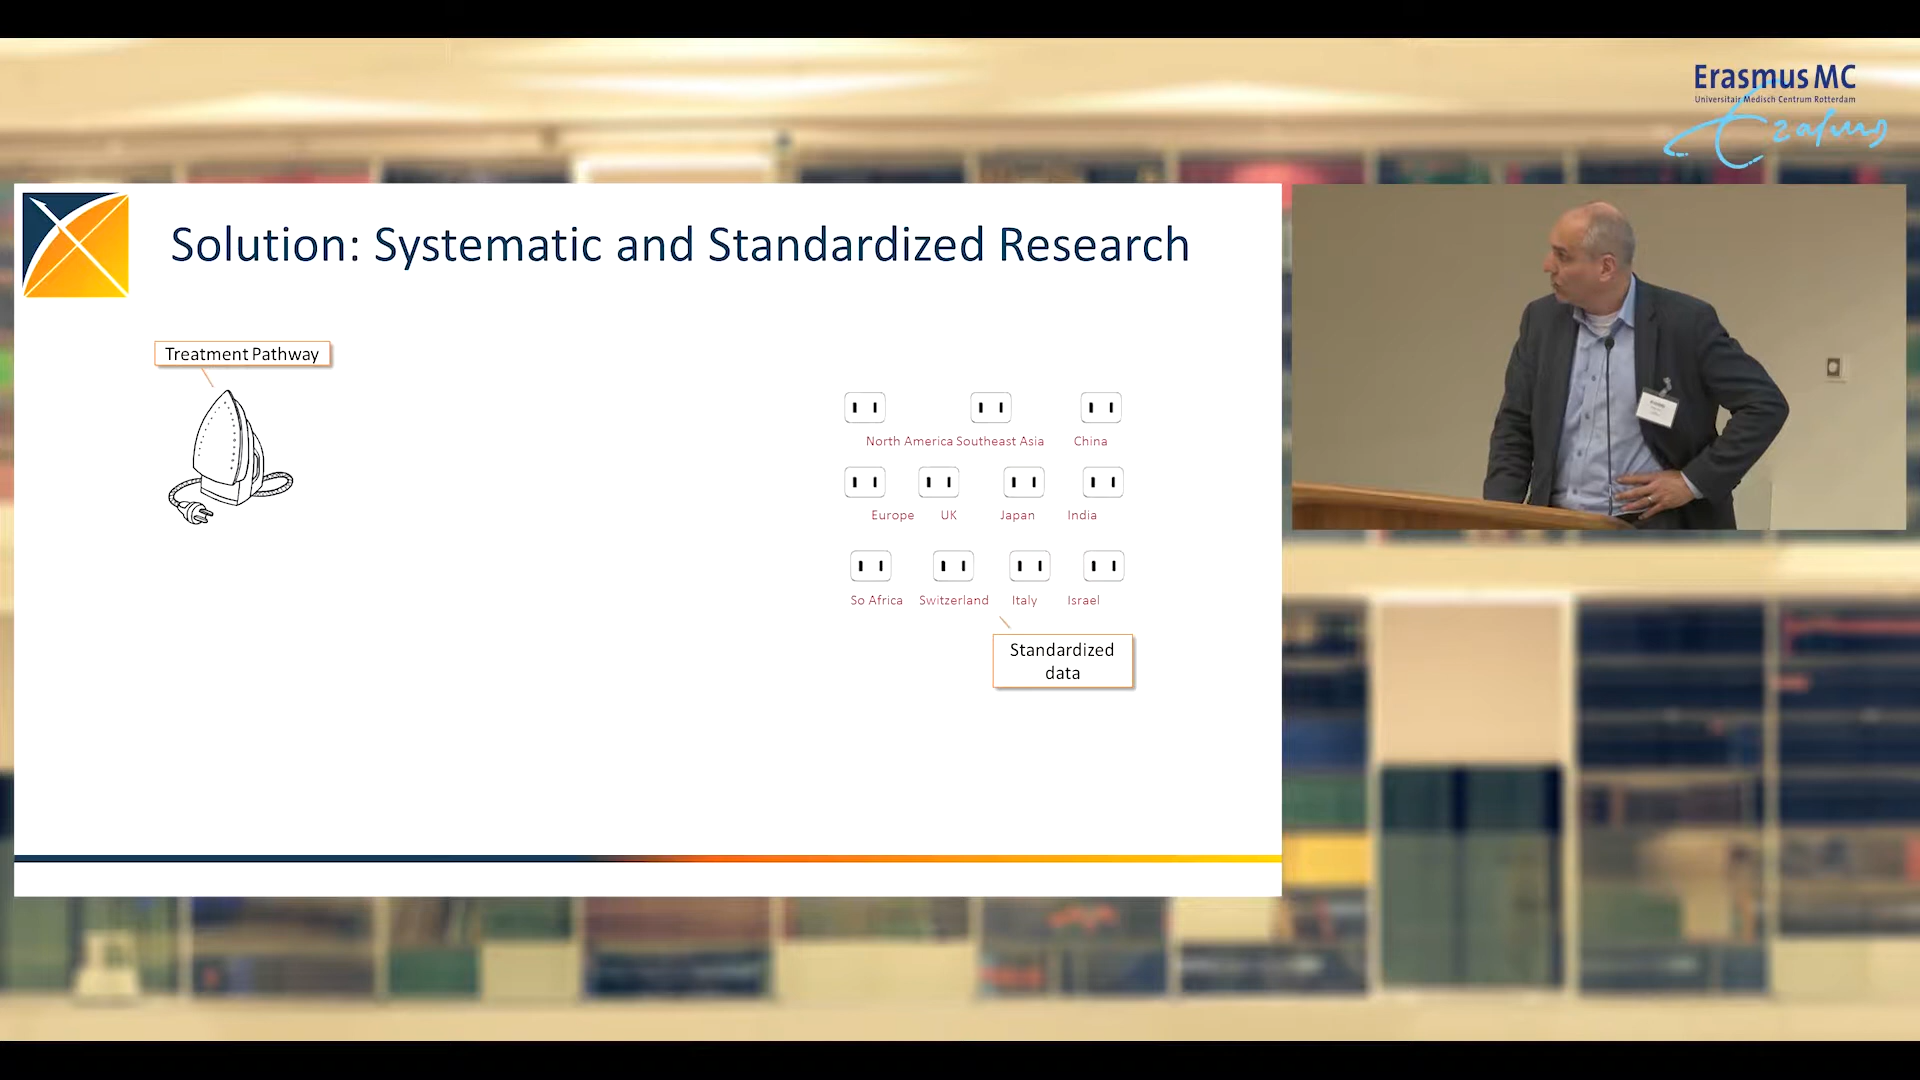 Erasmus MC
Universitair Medisch Centrum Rotterdam
Erasmus
Solution: Systematic and Standardized Research
Treatment Pathway
North America Southeast Asia China
Europe UK Japan India
So Africa Switzerland Italy Israel
Standardized
data